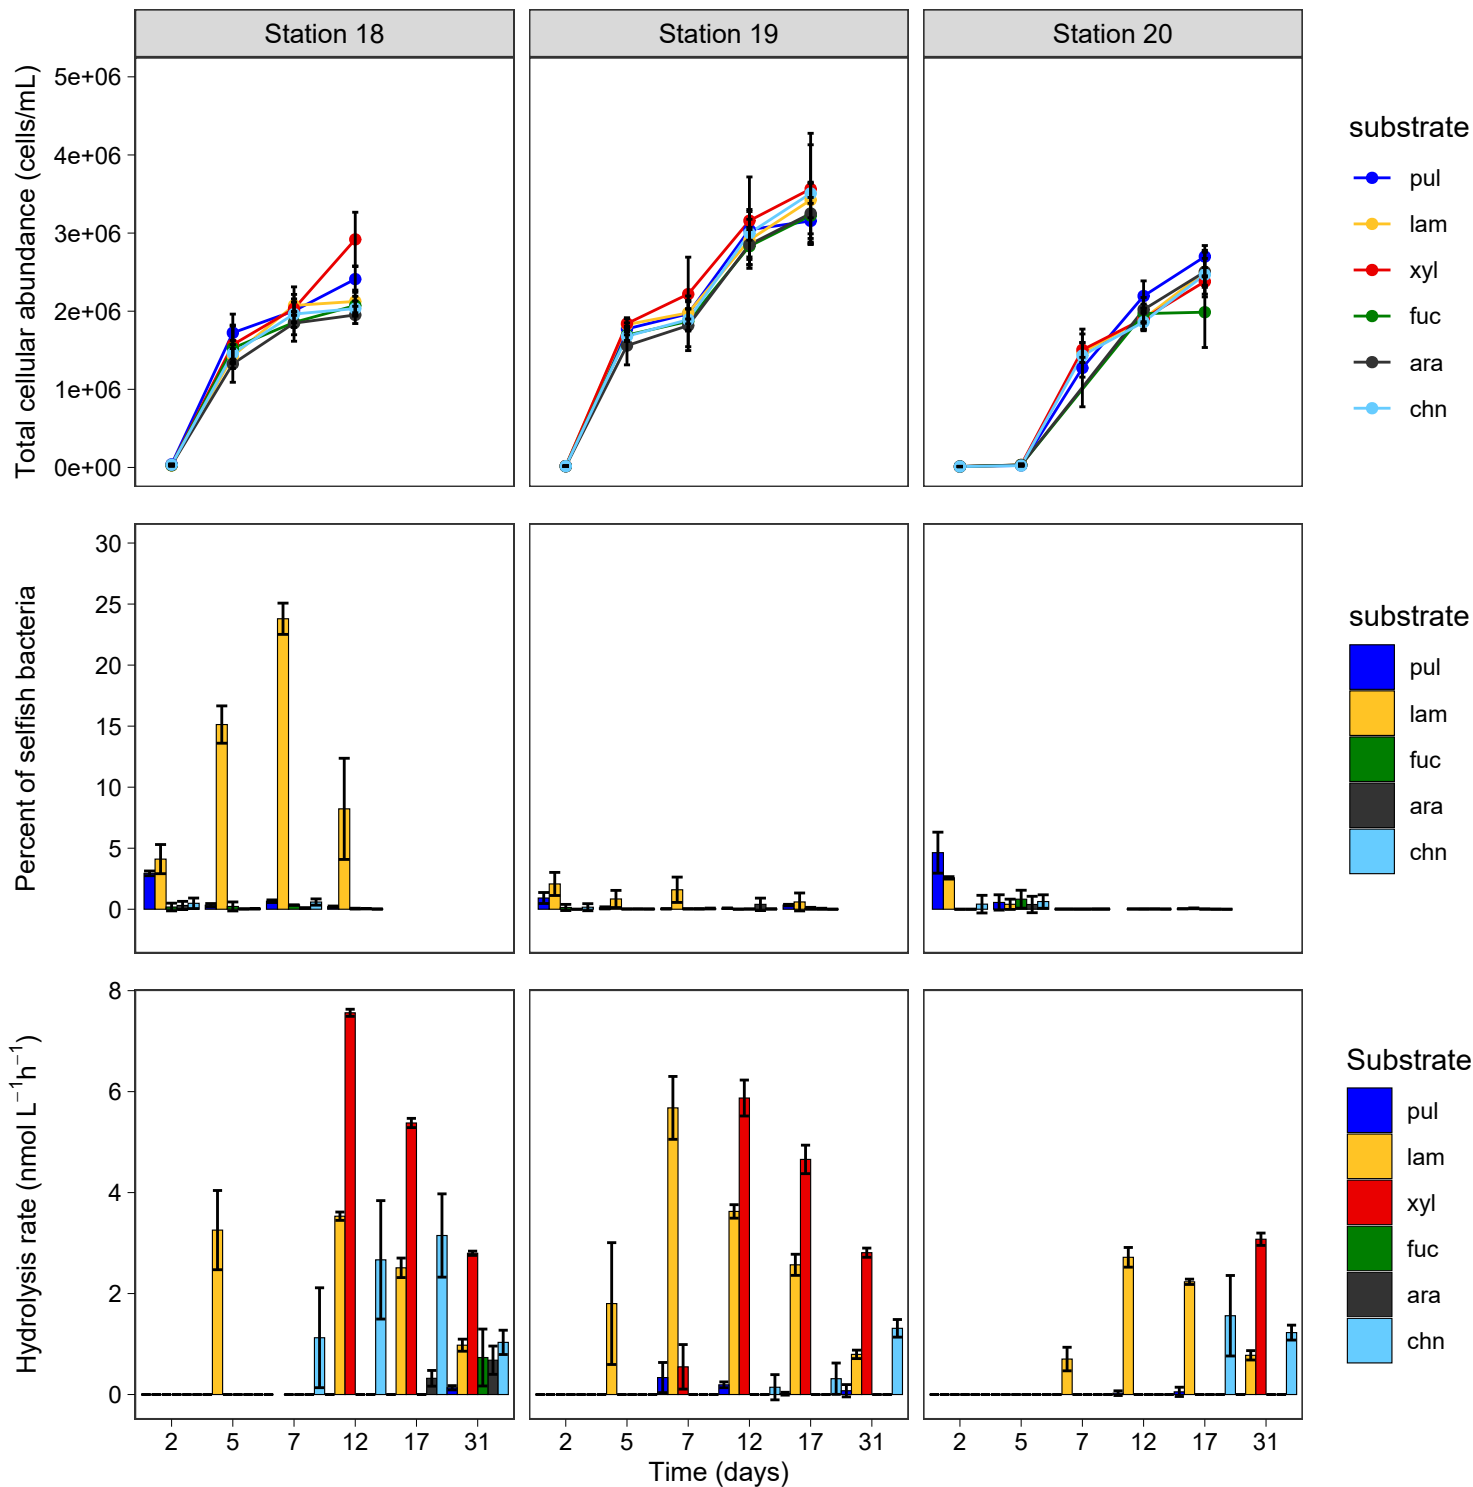 Station 18
Station 19
Station 20
Total cellular abundance (cells/mL)
5e+06
4e+06
3e+06
2e+06
1e+06
0e+00
substrate
pul
lam
xyl
fuc
ara
chn
Percent of selfish bacteria
30
25
20
15
10
5
0
substrate
pul
lam
fuc
ara
chn
Hydrolysis rate (nmol L⁻¹h⁻¹)
8
6
4
2
0
Substrate
pul
lam
xyl
fuc
ara
chn
2 5 7 12 17 31
2 5 7 12 17 31
2 5 7 12 17 31
Time (days)